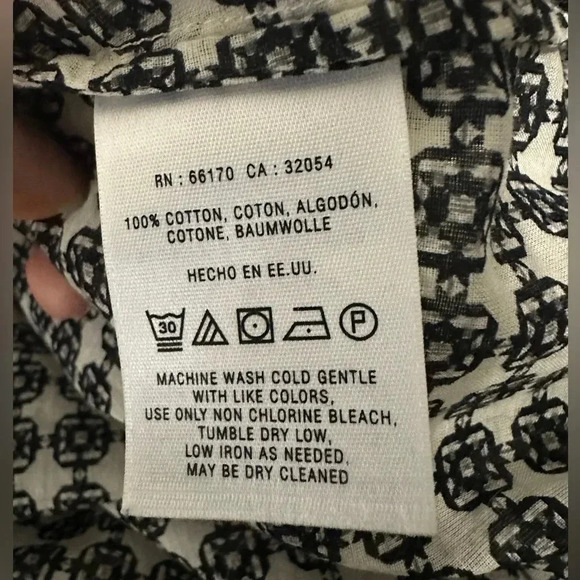 RN : 66170 CA : 32054
100% COTTON, COTON, ALGODÓN,
COTONE, BAUMWOLLE
HECHO EN EE.UU.
30 P
MACHINE WASH COLD GENTLE
WITH LIKE COLORS,
USE ONLY NON CHLORINE BLEACH,
TUMBLE DRY LOW,
LOW IRON AS NEEDED,
MAY BE DRY CLEANED